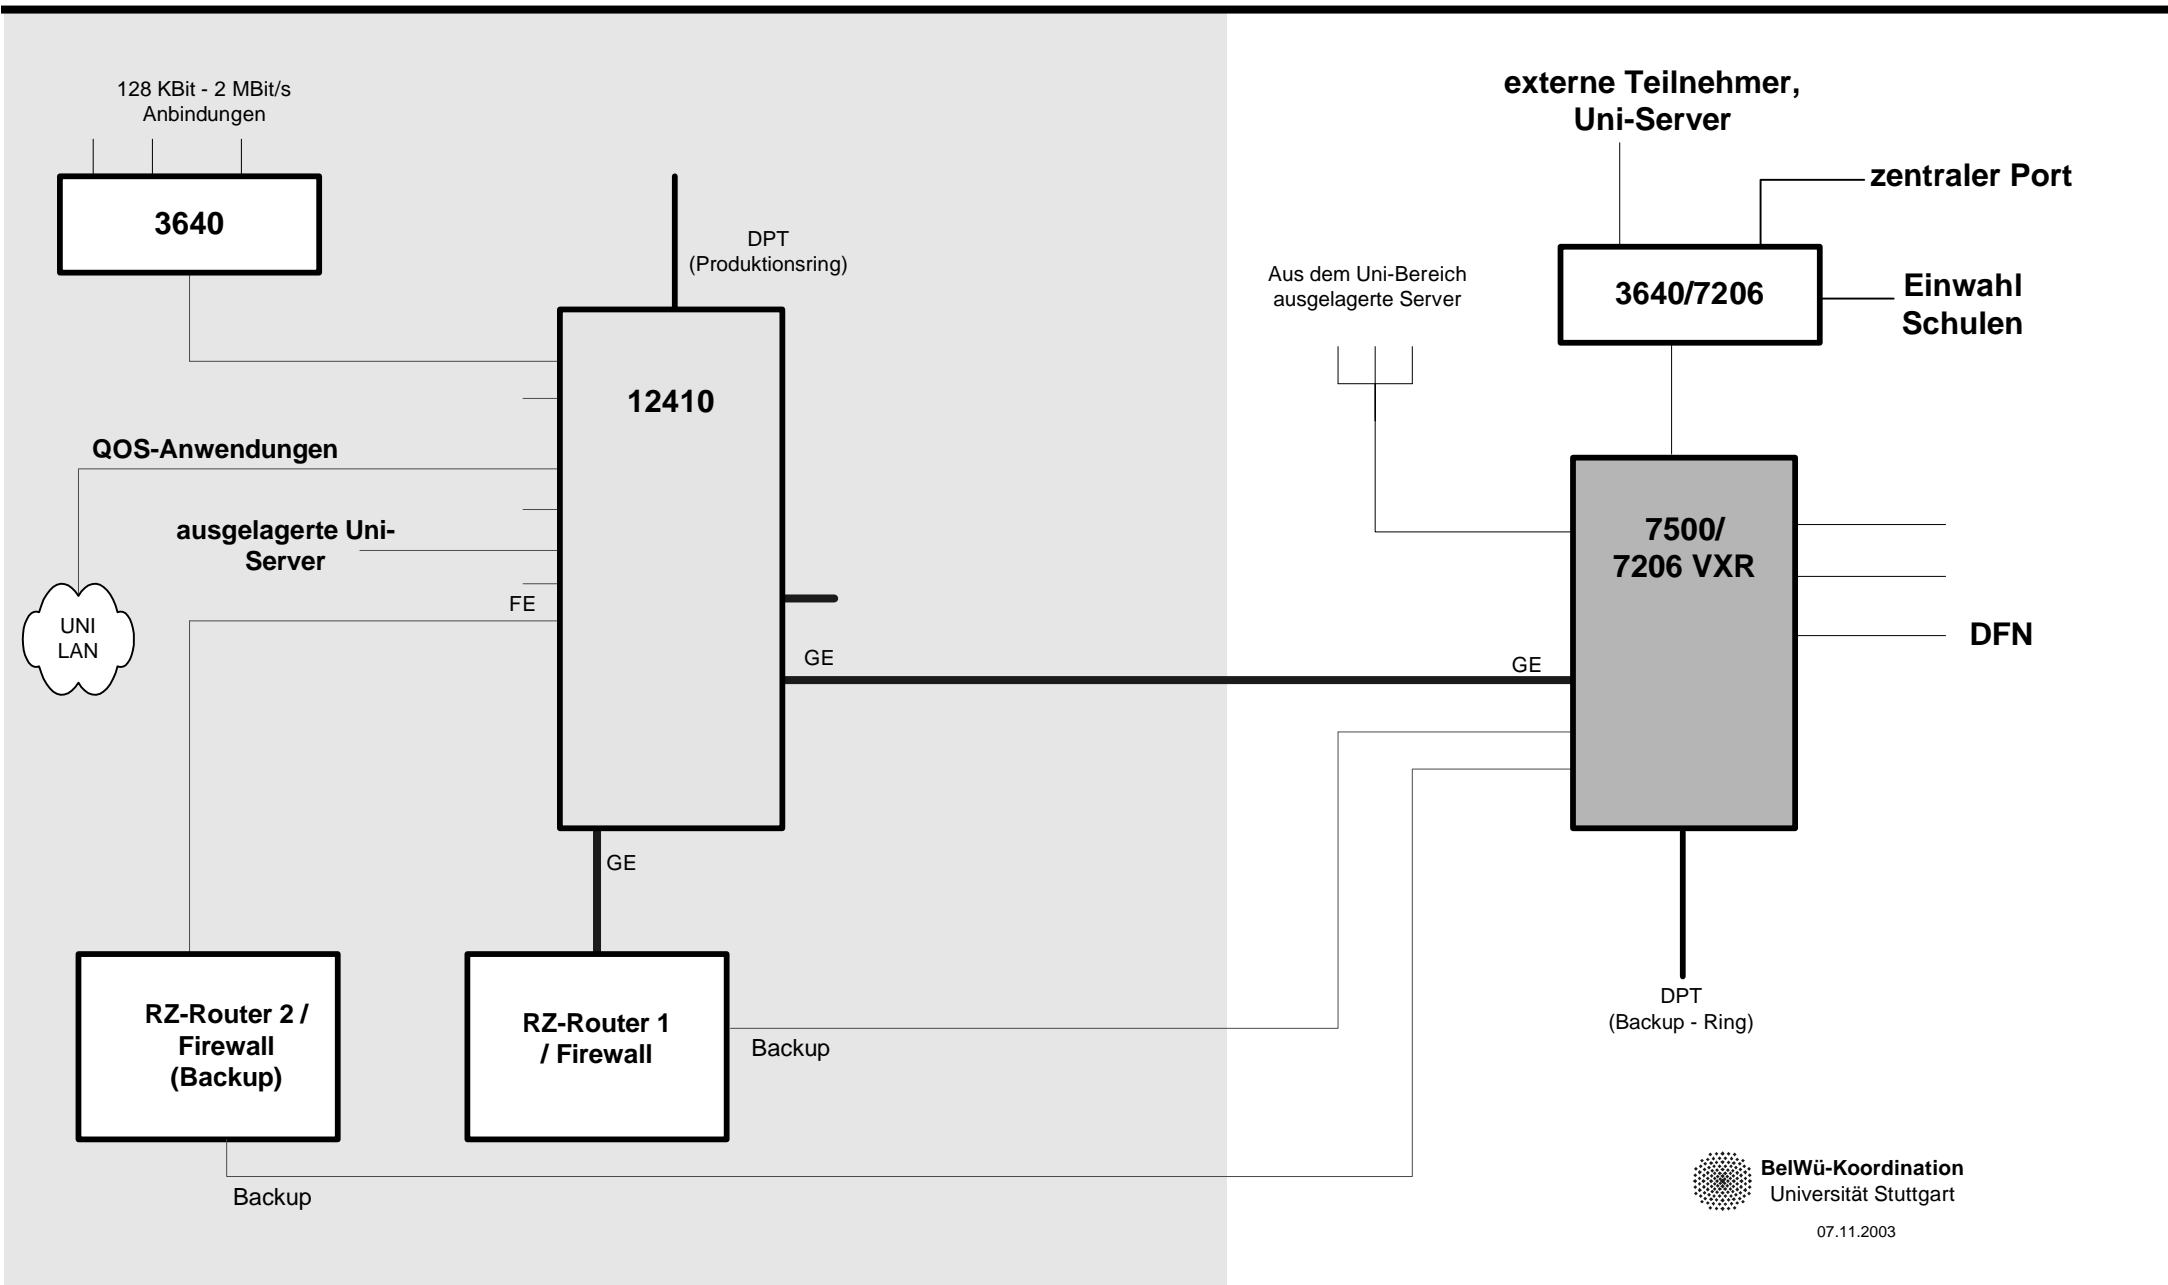 128 KBit - 2 MBit/s
Anbindungen
3640
DPT
(Produktionsring)
12410
QOS-Anwendungen
ausgelagerte Uni-
Server
FE
UNI
LAN
GE
GE
RZ-Router 2 /
Firewall
(Backup)
RZ-Router 1
/ Firewall
Backup
Backup
externe Teilnehmer,
Uni-Server
zentraler Port
3640/7206
Einwahl
Schulen
Aus dem Uni-Bereich
ausgelagerte Server
7500/
7206 VXR
DFN
GE
DPT
(Backup - Ring)
BelWü-Koordination
Universität Stuttgart
07.11.2003